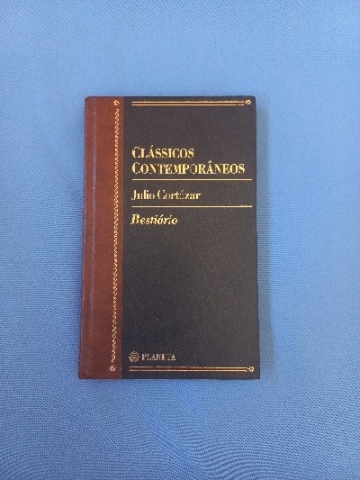 CLÁSSICOS
CONTEMPORÂNEOS
Julio Cortázar
Bestiário
PLANETA